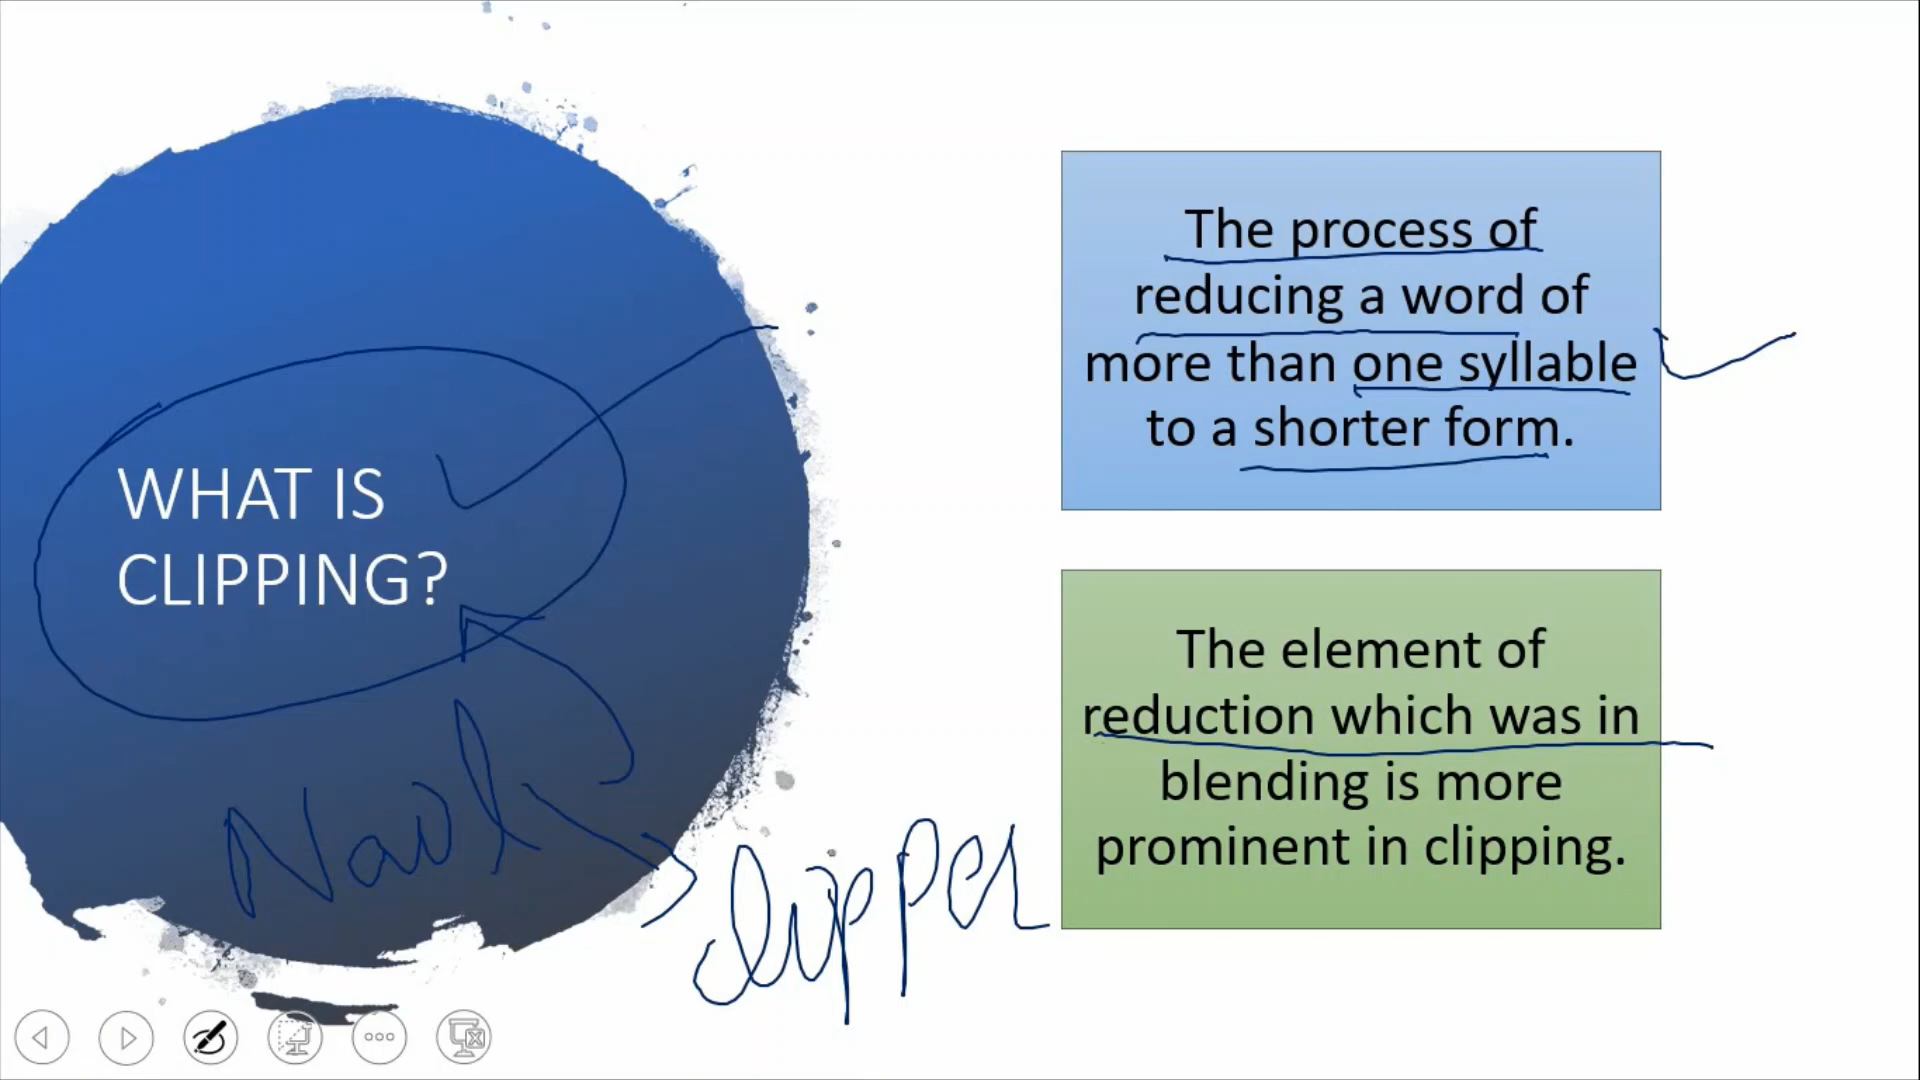 WHAT IS
CLIPPING?
The process of
reducing a word of
more than one syllable
to a shorter form.
The element of
reduction which was in
blending is more
prominent in clipping.
Nail
clipper